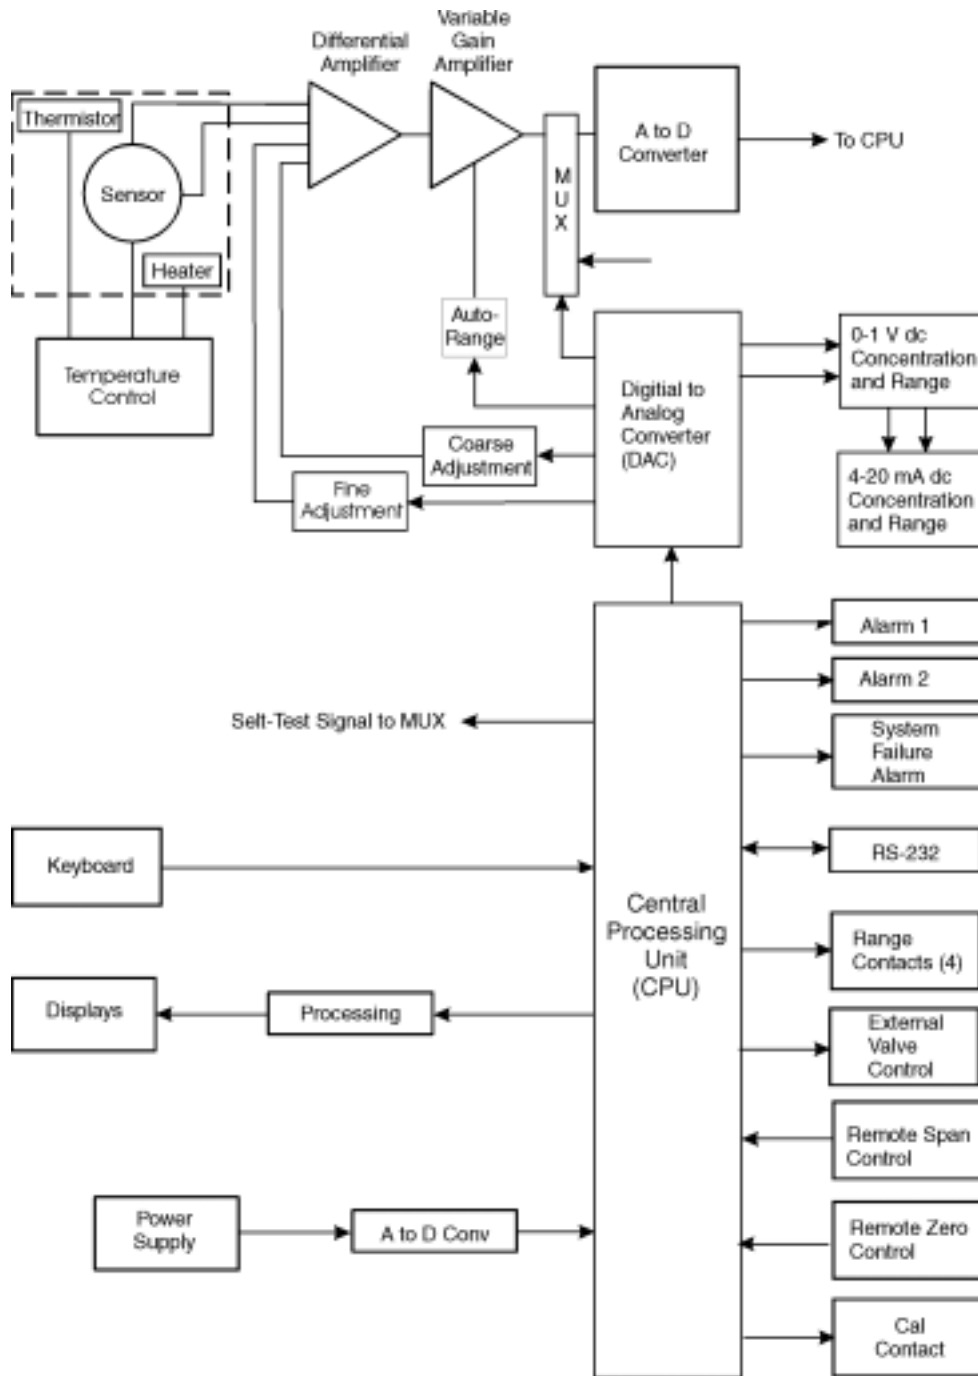 Differential
Amplifier
Variable
Gain
Amplifier
Thermistor
Sensor
Heater
Temperature
Control
M
U
X
A to D
Converter
To CPU
Auto-
Range
Coarse
Adjustment
Fine
Adjustment
Digitial to
Analog
Converter
(DAC)
0-1 V dc
Concentration
and Range
4-20 mA dc
Concentration
and Range
Alarm 1
Alarm 2
Selt-Test Signal to MUX
System
Failure
Alarm
Keyboard
RS-232
Central
Processing
Unit
(CPU)
Range
Contacts (4)
Displays
Processing
External
Valve
Control
Remote Span
Control
Power
Supply
A to D Conv
Remote Zero
Control
Cal
Contact